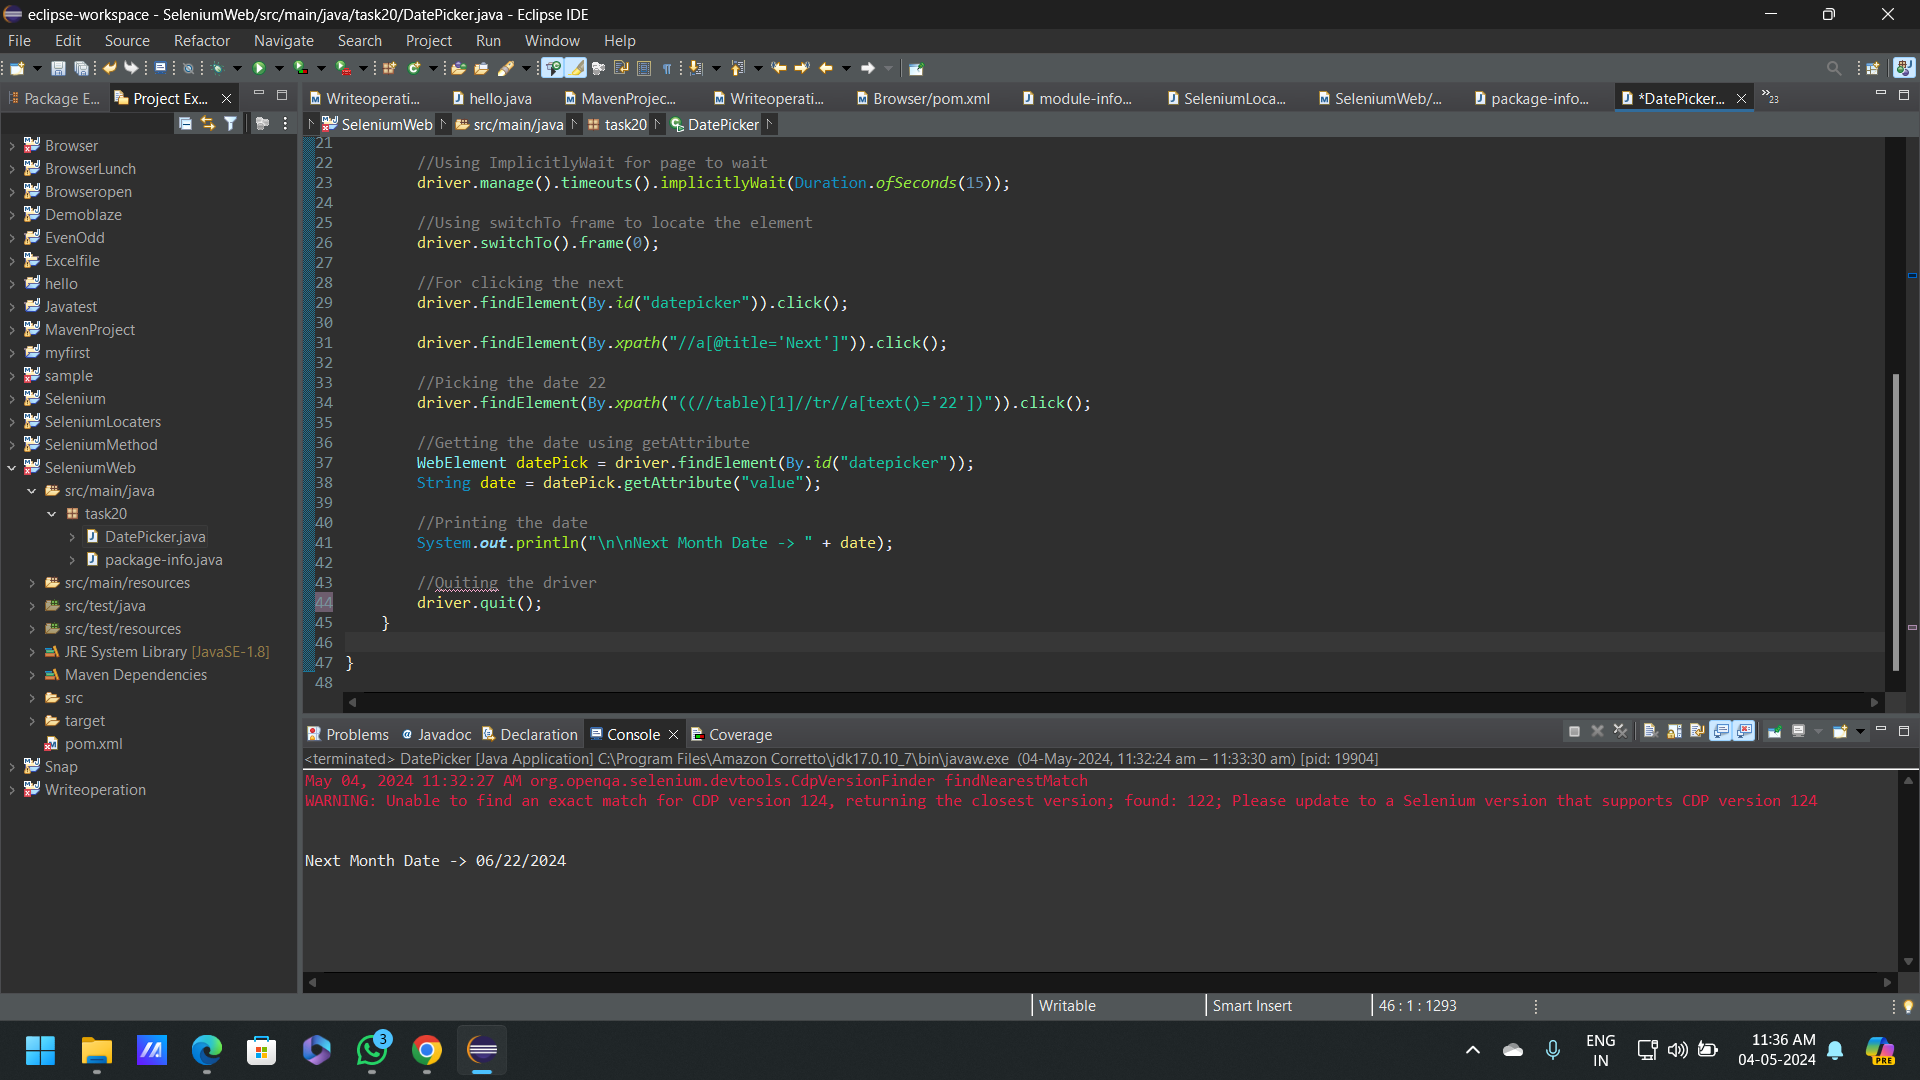 eclipse-workspace - SeleniumWeb/src/main/java/task20/DatePicker.java - Eclipse IDE
File Edit Source Refactor Navigate Search Project Run Window Help
Package E... Project Ex...
Writeoperati... hello.java MavenProjec... Writeoperati... Browser/pom.xml module-info... SeleniumLoca... SeleniumWeb/... package-info... *DatePicker... »23
SeleniumWeb src/main/java task20 DatePicker
Browser
BrowserLunch
Browseropen
Demoblaze
EvenOdd
Excelfile
hello
Javatest
MavenProject
myfirst
sample
Selenium
SeleniumLocaters
SeleniumMethod
SeleniumWeb
src/main/java
task20
DatePicker.java
package-info.java
src/main/resources
src/test/java
src/test/resources
JRE System Library [JavaSE-1.8]
Maven Dependencies
src
target
pom.xml
Snap
Writeoperation
21
22 //Using ImplicitlyWait for page to wait
23 driver.manage().timeouts().implicitlyWait(Duration.ofSeconds(15));
24
25 //Using switchTo frame to locate the element
26 driver.switchTo().frame(0);
27
28 //For clicking the next
29 driver.findElement(By.id("datepicker")).click();
30
31 driver.findElement(By.xpath("//a[@title='Next']")).click();
32
33 //Picking the date 22
34 driver.findElement(By.xpath("((//table)[1]//tr//a[text()='22'])")).click();
35
36 //Getting the date using getAttribute
37 WebElement datePick = driver.findElement(By.id("datepicker"));
38 String date = datePick.getAttribute("value");
39
40 //Printing the date
41 System.out.println("\n\nNext Month Date -> " + date);
42
43 //Quiting the driver
44 driver.quit();
45 }
46
47 }
48
Problems Javadoc Declaration Console Coverage
<terminated> DatePicker [Java Application] C:\Program Files\Amazon Corretto\jdk17.0.10_7\bin\javaw.exe (04-May-2024, 11:32:24 am – 11:33:30 am) [pid: 19904]
May 04, 2024 11:32:27 AM org.openqa.selenium.devtools.CdpVersionFinder findNearestMatch
WARNING: Unable to find an exact match for CDP version 124, returning the closest version; found: 122; Please update to a Selenium version that supports CDP version 124
Next Month Date -> 06/22/2024
Writable Smart Insert 46 : 1 : 1293
3
ENG
IN
11:36 AM
04-05-2024
PRE